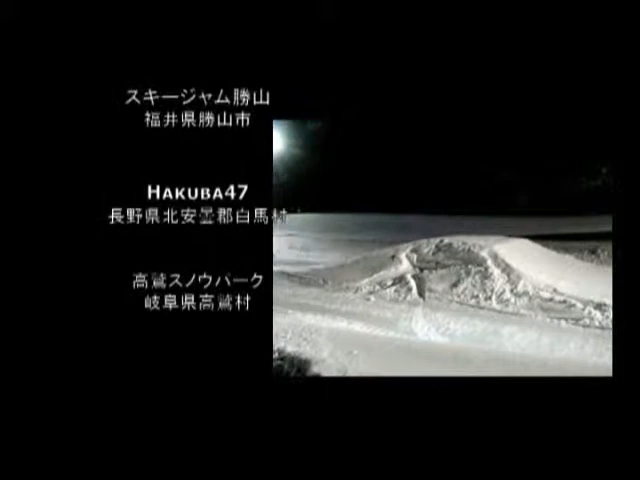 スキージャム勝山
福井県勝山市
HAKUBA47
長野県北安曇郡白馬村
高鷲スノウパーク
岐阜県高鷲村